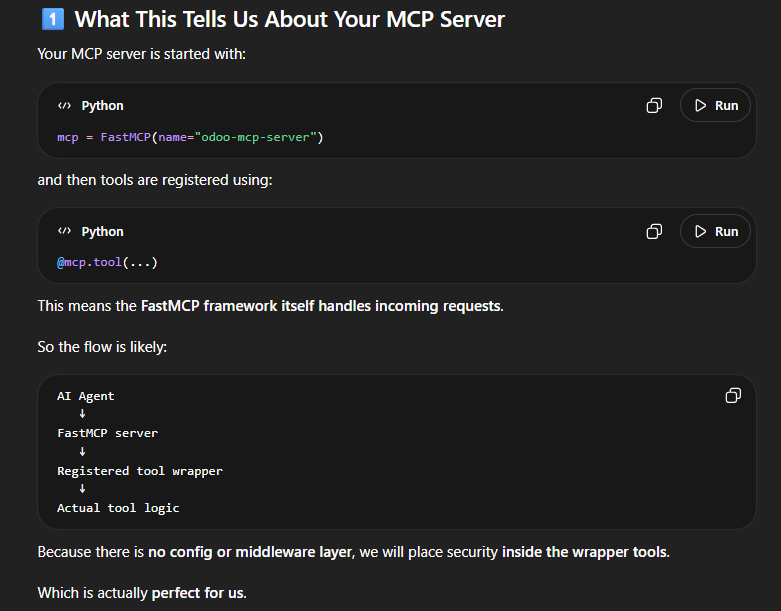 1 What This Tells Us About Your MCP Server
Your MCP server is started with:
</> Python
Run
mcp = FastMCP(name="odoo-mcp-server")
and then tools are registered using:
</> Python
Run
@mcp.tool(...)
This means the FastMCP framework itself handles incoming requests.
So the flow is likely:
AI Agent
↓
FastMCP server
↓
Registered tool wrapper
↓
Actual tool logic
Because there is no config or middleware layer, we will place security inside the wrapper tools.
Which is actually perfect for us.